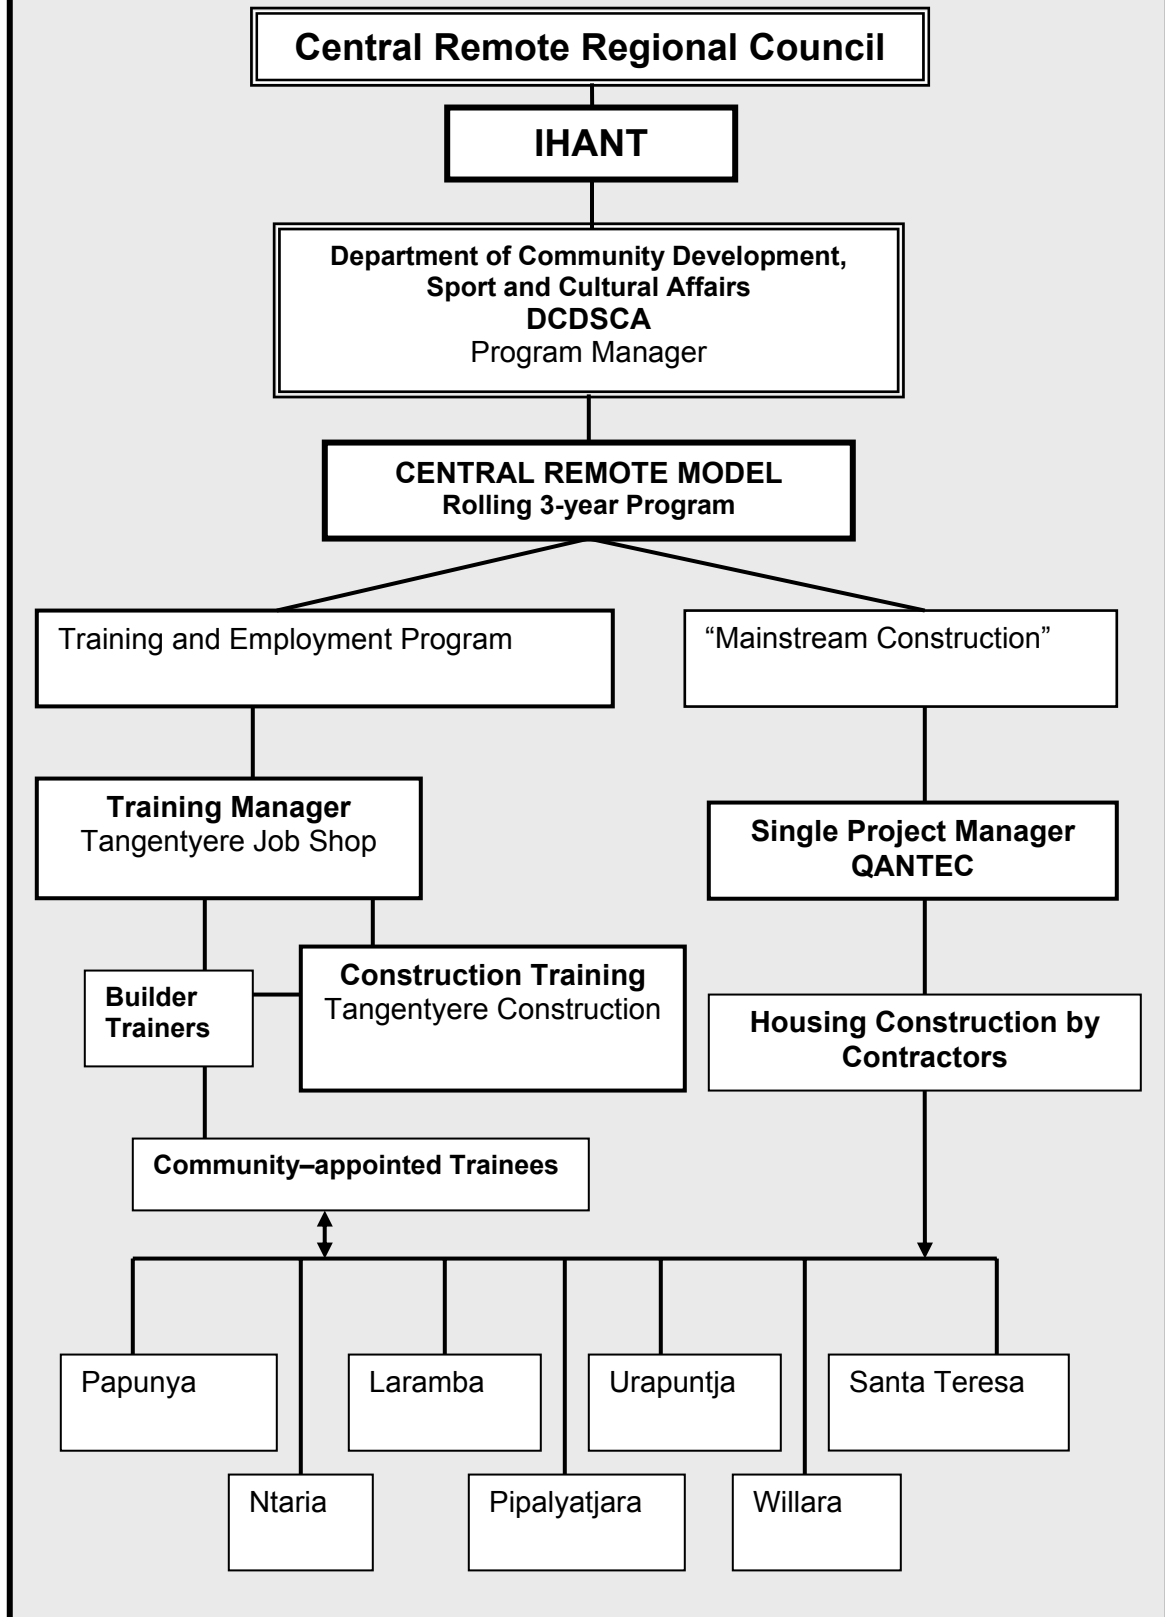 Central Remote Regional Council
IHANT
Department of Community Development,
Sport and Cultural Affairs
DCDSCA
Program Manager
CENTRAL REMOTE MODEL
Rolling 3-year Program
Training and Employment Program
“Mainstream Construction”
Training Manager
Tangentyere Job Shop
Single Project Manager
QANTEC
Builder
Trainers
Construction Training
Tangentyere Construction
Housing Construction by
Contractors
Community–appointed Trainees
Papunya
Laramba
Urapuntja
Santa Teresa
Ntaria
Pipalyatjara
Willara